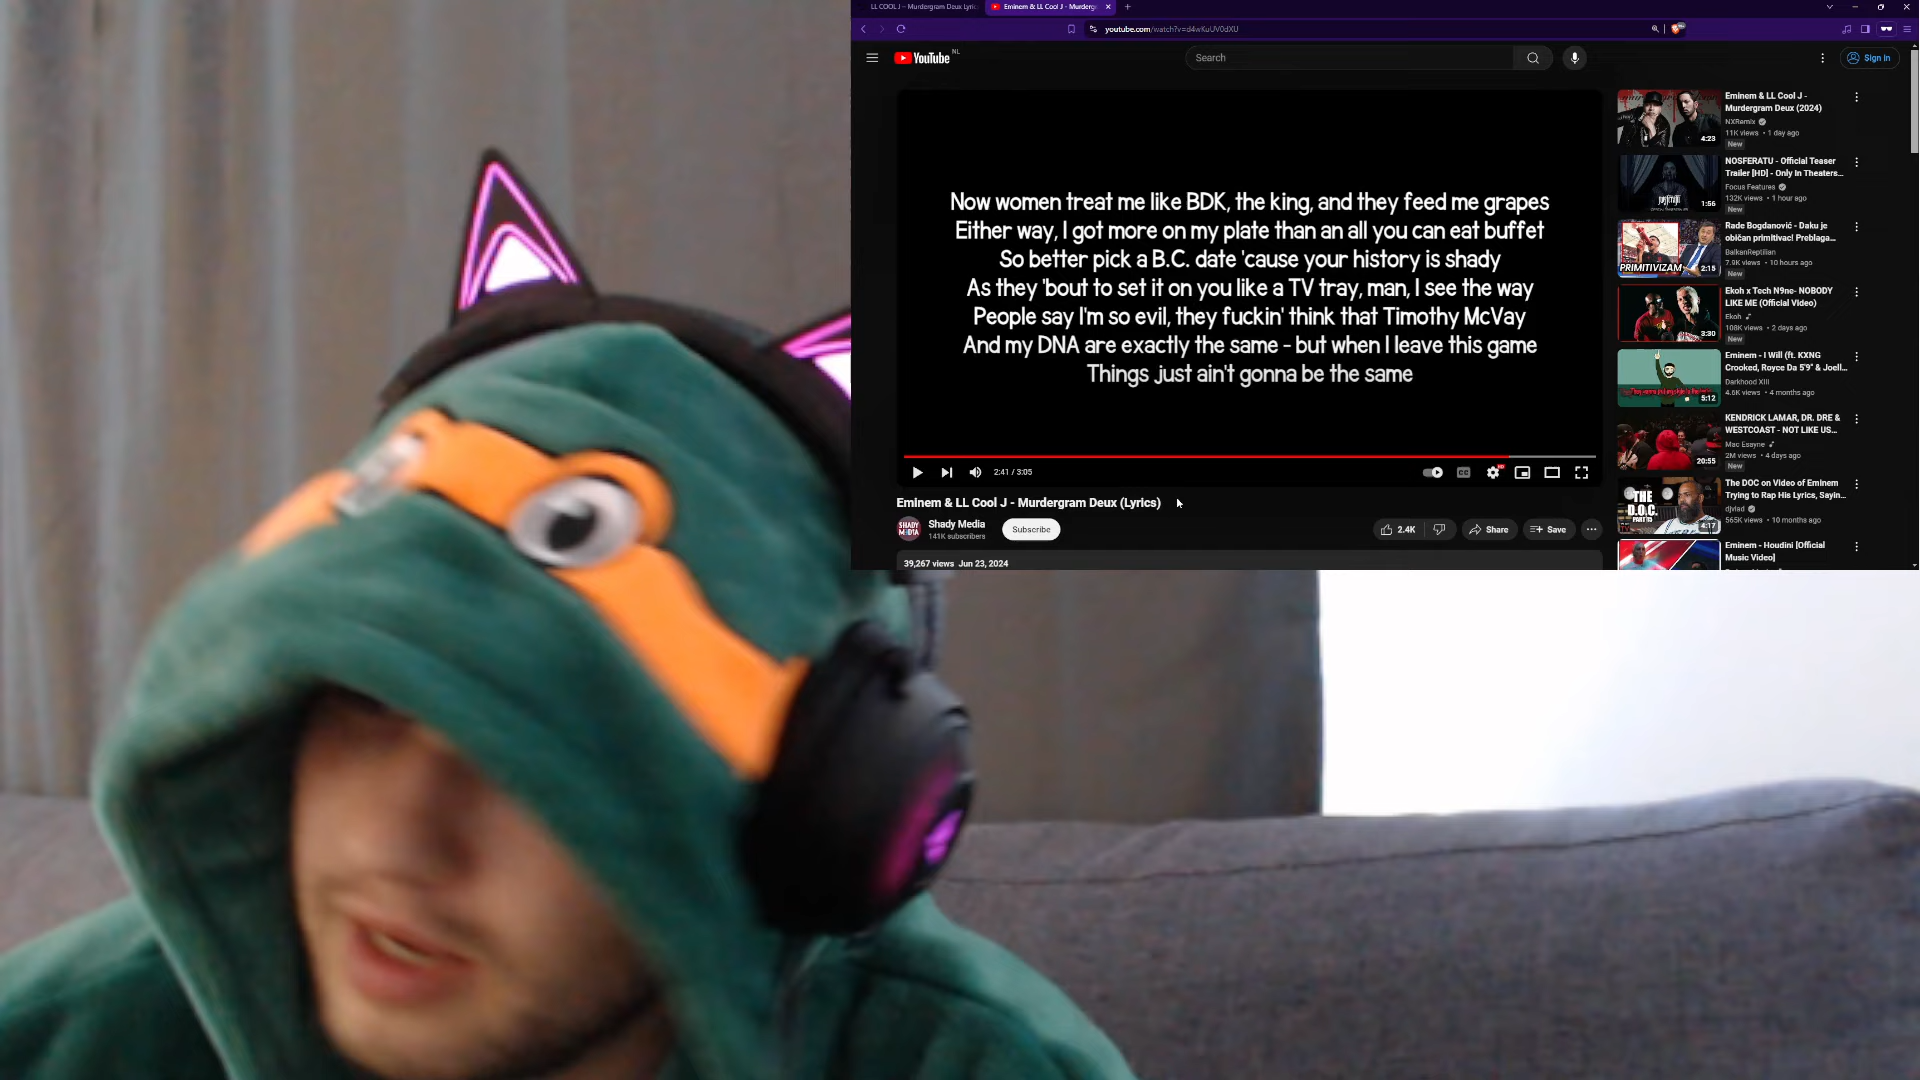 LL COOL J – Murdergram Deux Lyric
Eminem & LL Cool J - Murderg
youtube.com/watch?v=d4wKuUV0dXU
YouTube NL
Search
Sign in
Now women treat me like BDK, the king, and they feed me grapes
Either way, I got more on my plate than an all you can eat buffet
So better pick a B.C. date 'cause your history is shady
As they 'bout to set it on you like a TV tray, man, I see the way
People say I'm so evil, they fuckin' think that Timothy McVay
And my DNA are exactly the same - but when I leave this game
Things just ain't gonna be the same
2:41 / 3:05
Eminem & LL Cool J - Murdergram Deux (Lyrics)
SHADY
MEDIA
Shady Media
141K subscribers
Subscribe
2.4K
Share
Save
39,267 views Jun 23, 2024
4:23
Eminem & LL Cool J -
Murdergram Deux (2024)
NXRemix
11K views • 1 day ago
New
1:56
NOSFERATU - Official Teaser
Trailer [HD] - Only In Theaters...
Focus Features
132K views • 1 hour ago
New
PRIMITIVIZAM
2:15
Rade Bogdanović - Daku je
običan primitivac! Preblaga...
BalkanReptilian
7.9K views • 10 hours ago
New
3:30
Ekoh x Tech N9ne- NOBODY
LIKE ME (Official Video)
Ekoh
108K views • 2 days ago
New
5:12
Eminem - I Will (ft. KXNG
Crooked, Royce Da 5'9" & Joell...
Darkhood XIII
4.6K views • 4 months ago
20:55
KENDRICK LAMAR, DR. DRE &
WESTCOAST - NOT LIKE US...
Mac Essayne
2M views • 4 days ago
New
THE
D.O.C.
4:17
The DOC on Video of Eminem
Trying to Rap His Lyrics, Sayin...
djvlad
565K views • 10 months ago
Eminem - Houdini [Official
Music Video]